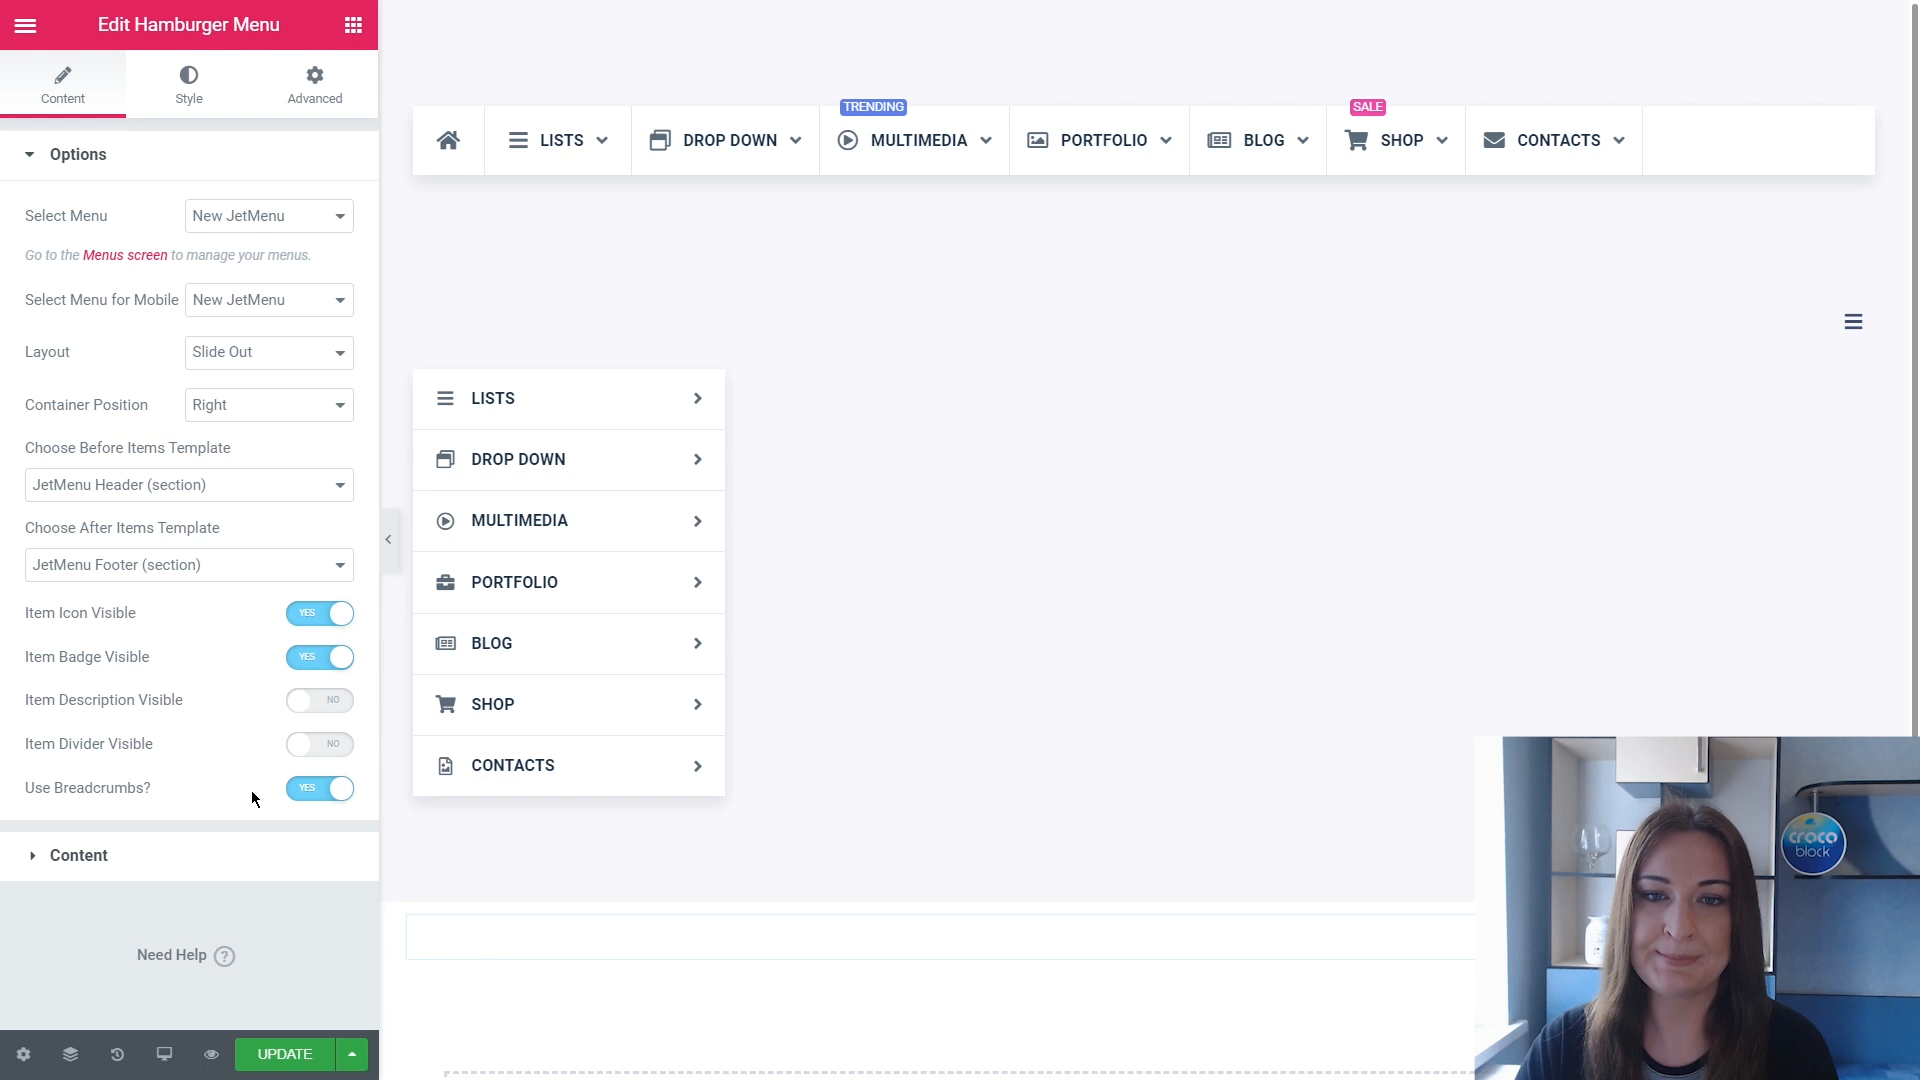 Edit Hamburger Menu
Content
Style
Advanced
Options
Select Menu
New JetMenu
Go to the Menus screen to manage your menus.
Select Menu for Mobile
New JetMenu
Layout
Slide Out
Container Position
Right
Choose Before Items Template
JetMenu Header (section)
Choose After Items Template
JetMenu Footer (section)
Item Icon Visible
YES
Item Badge Visible
YES
Item Description Visible
NO
Item Divider Visible
NO
Use Breadcrumbs?
YES
Content
Need Help ?
UPDATE
TRENDING
SALE
LISTS
DROP DOWN
MULTIMEDIA
PORTFOLIO
BLOG
SHOP
CONTACTS
LISTS
DROP DOWN
MULTIMEDIA
PORTFOLIO
BLOG
SHOP
CONTACTS
croco
block